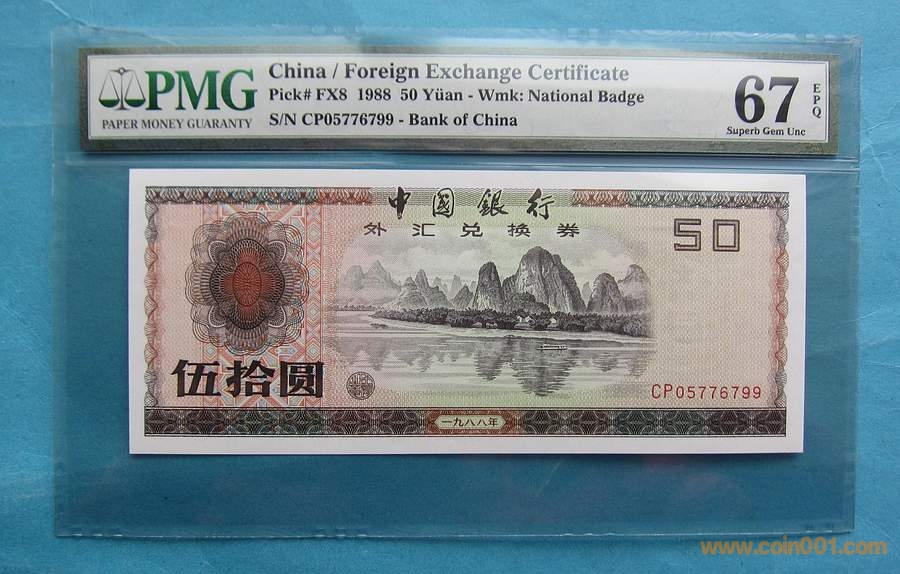 PMG
PAPER MONEY GUARANTY
China / Foreign Exchange Certificate
Pick# FX8 1988 50 Yüan - Wmk: National Badge
S/N CP05776799 - Bank of China
67
EPQ
Superb Gem Unc
中國銀行
外汇兑换券
50
伍拾圆
CP05776799
一九八八年
www.coin001.com